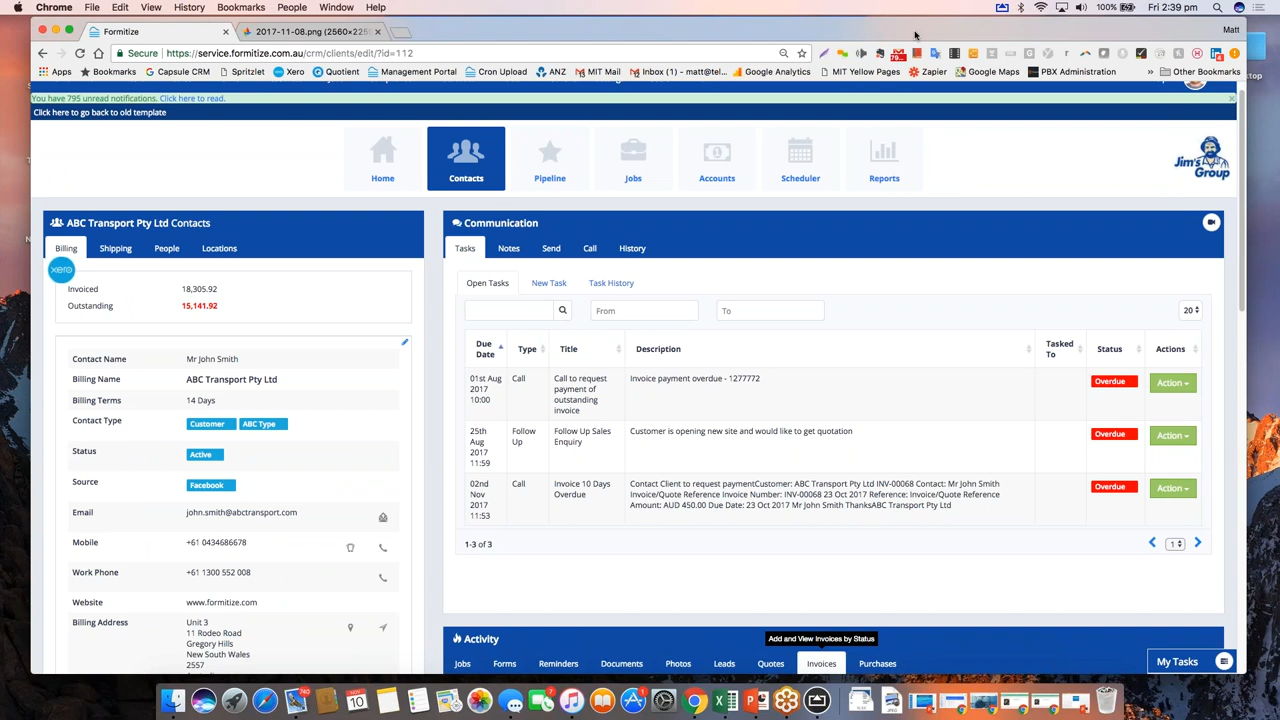 Chrome File Edit View History Bookmarks People Window Help 100% Fri 2:39 pm
Formitize 2017-11-08.png (2560×225 Matt
Secure https://service.formitize.com.au/crm/clients/edit/?id=112
Apps Bookmarks Capsule CRM Spritzlet Xero Quotient Management Portal Cron Upload ANZ MIT Mail Inbox (1) - matt@tel... Google Analytics MIT Yellow Pages Zapier Google Maps PBX Administration » Other Bookmarks
You have 795 unread notifications. Click here to read.
Click here to go back to old template
Home Contacts Pipeline Jobs Accounts Scheduler Reports
Jim's Group
ABC Transport Pty Ltd Contacts
Billing Shipping People Locations
xero
Invoiced 18,305.92
Outstanding 15,141.92
Contact Name Mr John Smith
Billing Name ABC Transport Pty Ltd
Billing Terms 14 Days
Contact Type Customer ABC Type
Status Active
Source Facebook
Email john.smith@abctransport.com
Mobile +61 0434686678
Work Phone +61 1300 552 008
Website www.formitize.com
Billing Address Unit 3
11 Rodeo Road
Gregory Hills
New South Wales
2557
Communication
Tasks Notes Send Call History
Open Tasks New Task Task History
From To 20
Due Date Type Title Description Tasked To Status Actions
01st Aug 2017 10:00 Call Call to request payment of outstanding invoice Invoice payment overdue - 1277772 Overdue Action
25th Aug 2017 11:59 Follow Up Follow Up Sales Enquiry Customer is opening new site and would like to get quotation Overdue Action
02nd Nov 2017 11:53 Call Invoice 10 Days Overdue Contact Client to request paymentCustomer: ABC Transport Pty Ltd INV-00068 Contact: Mr John Smith
Invoice/Quote Reference Invoice Number: INV-00068 23 Oct 2017 Reference: Invoice/Quote Reference
Amount: AUD 450.00 Due Date: 23 Oct 2017 Mr John Smith ThanksABC Transport Pty Ltd Overdue Action
1-3 of 3 1
Activity
Add and View Invoices by Status
Jobs Forms Reminders Documents Photos Leads Quotes Invoices Purchases
My Tasks